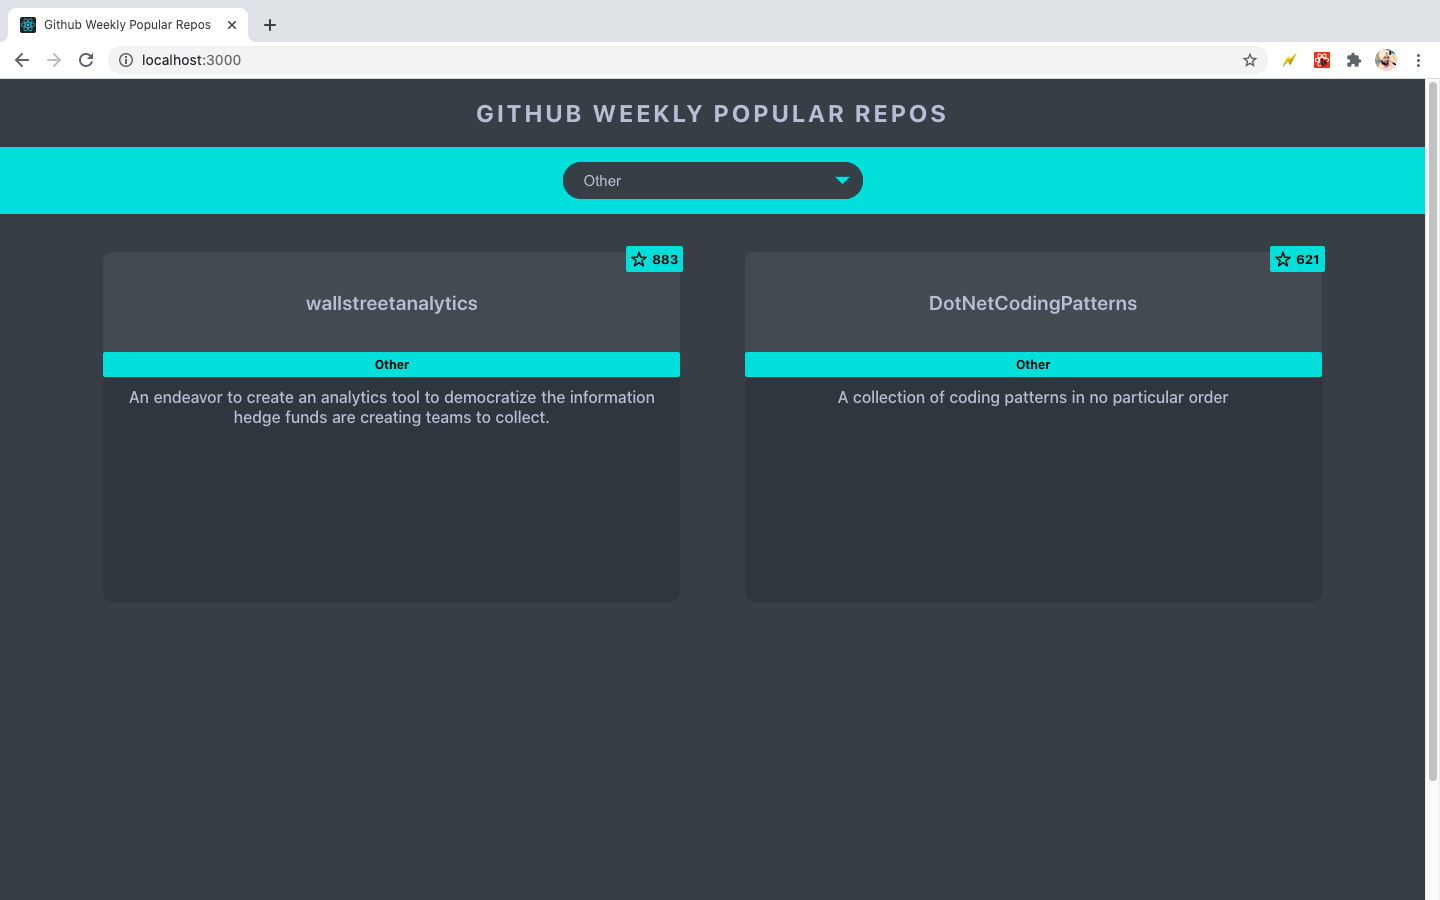 Github Weekly Popular Repos
localhost:3000
GITHUB WEEKLY POPULAR REPOS
Other
883
wallstreetanalytics
Other
An endeavor to create an analytics tool to democratize the information
hedge funds are creating teams to collect.
621
DotNetCodingPatterns
Other
A collection of coding patterns in no particular order